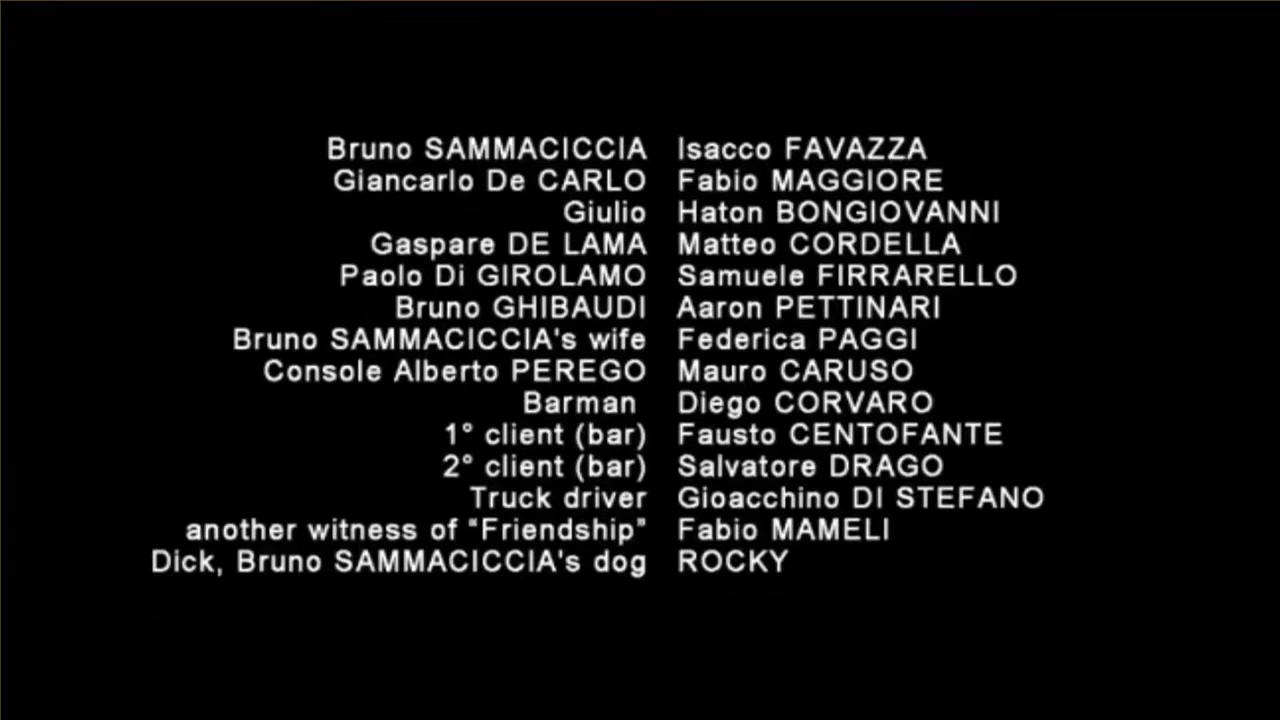 Bruno SAMMACICCIA Isacco FAVAZZA
Giancarlo De CARLO Fabio MAGGIORE
Giulio Haton BONGIOVANNI
Gaspare DE LAMA Matteo CORDELLA
Paolo Di GIROLAMO Samuele FIRRARELLO
Bruno GHIBAUDI Aaron PETTINARI
Bruno SAMMACICCIA's wife Federica PAGGI
Console Alberto PEREGO Mauro CARUSO
Barman Diego CORVARO
1° client (bar) Fausto CENTOFANTE
2° client (bar) Salvatore DRAGO
Truck driver Gioacchino DI STEFANO
another witness of “Friendship” Fabio MAMELI
Dick, Bruno SAMMACICCIA's dog ROCKY